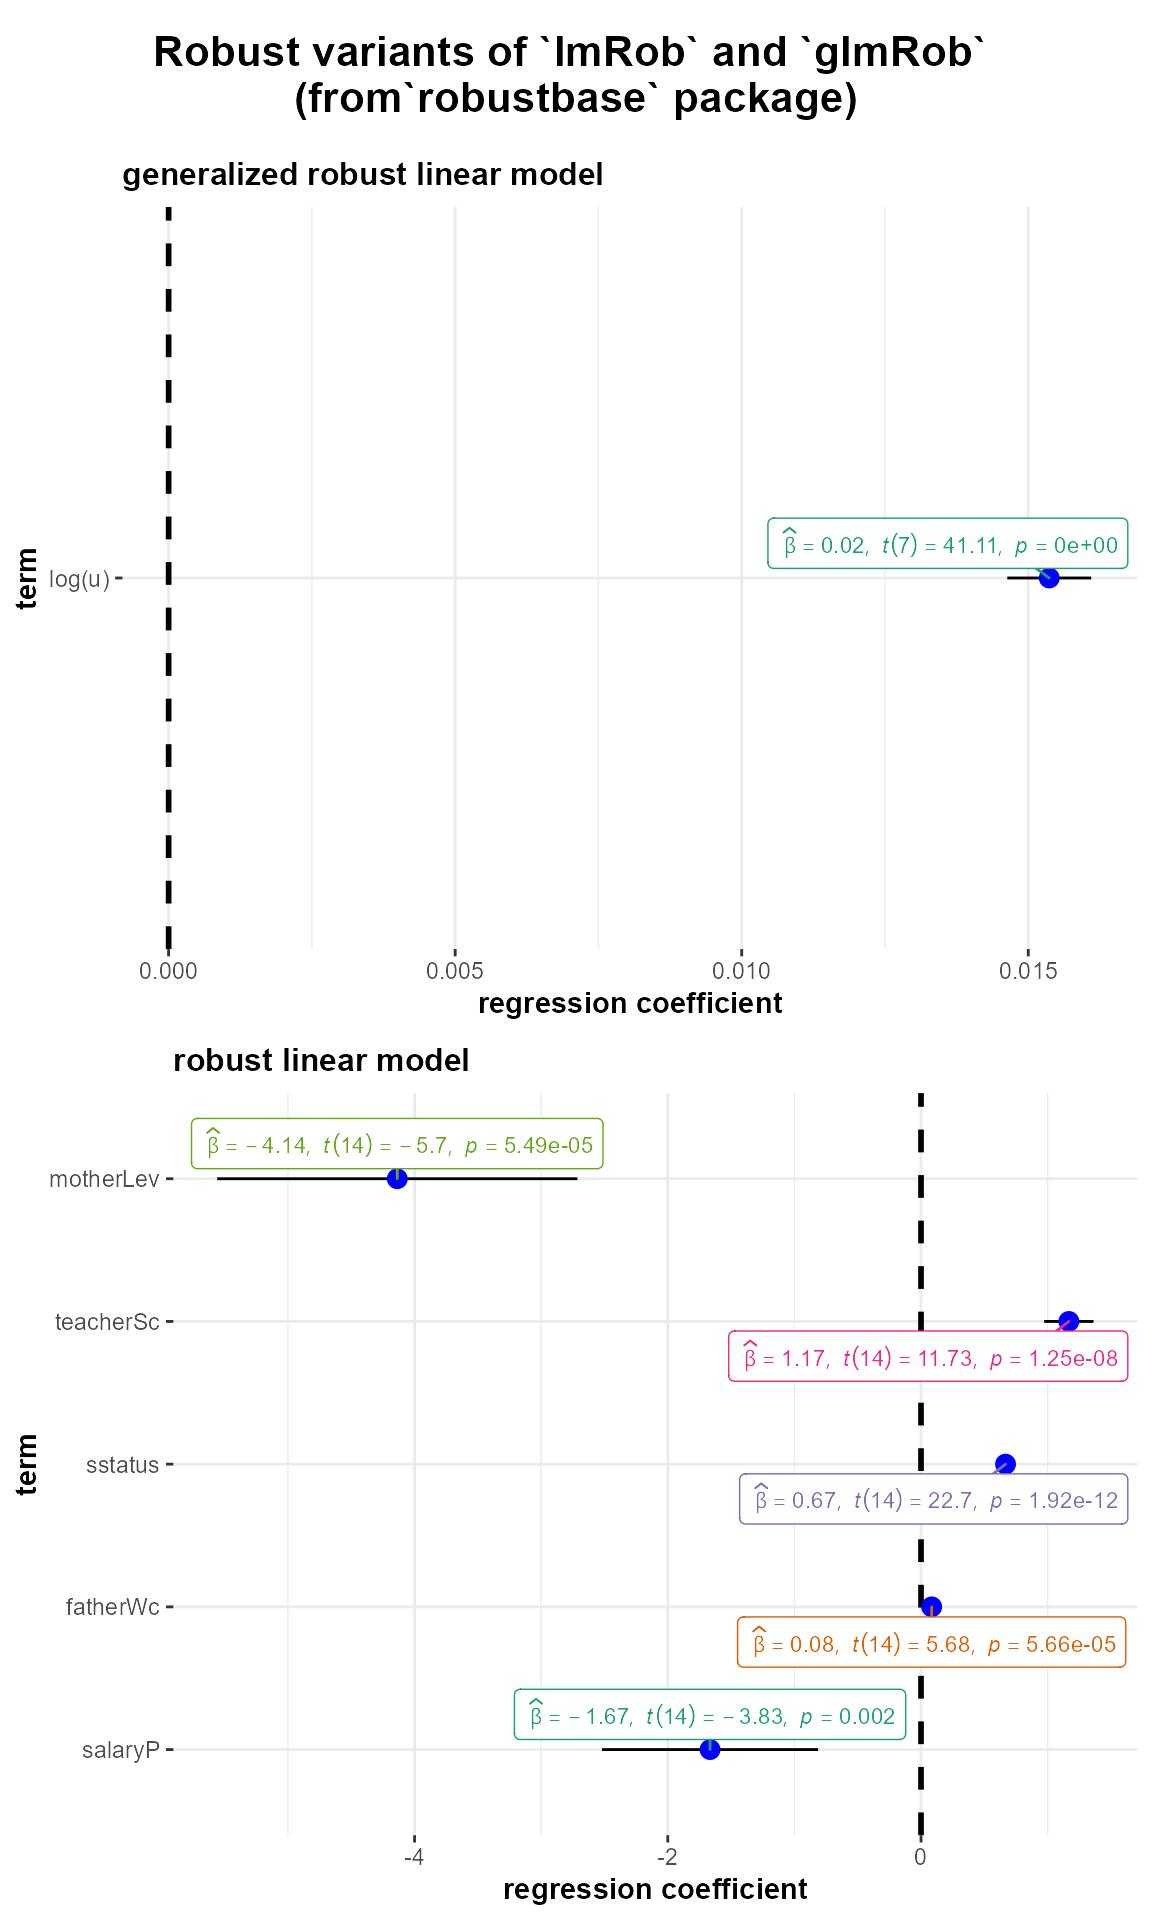 Robust variants of `lmRob` and `glmRob`
(from`robustbase` package)
generalized robust linear model
β̂ = 0.02, t(7) = 41.11, p = 0e+00
term
log(u)
0.000 0.005 0.010 0.015
regression coefficient
robust linear model
β̂ = −4.14, t(14) = −5.7, p = 5.49e-05
motherLev
teacherSc
β̂ = 1.17, t(14) = 11.73, p = 1.25e-08
term
sstatus
β̂ = 0.67, t(14) = 22.7, p = 1.92e-12
fatherWc
β̂ = 0.08, t(14) = 5.68, p = 5.66e-05
β̂ = −1.67, t(14) = −3.83, p = 0.002
salaryP
-4 -2 0
regression coefficient